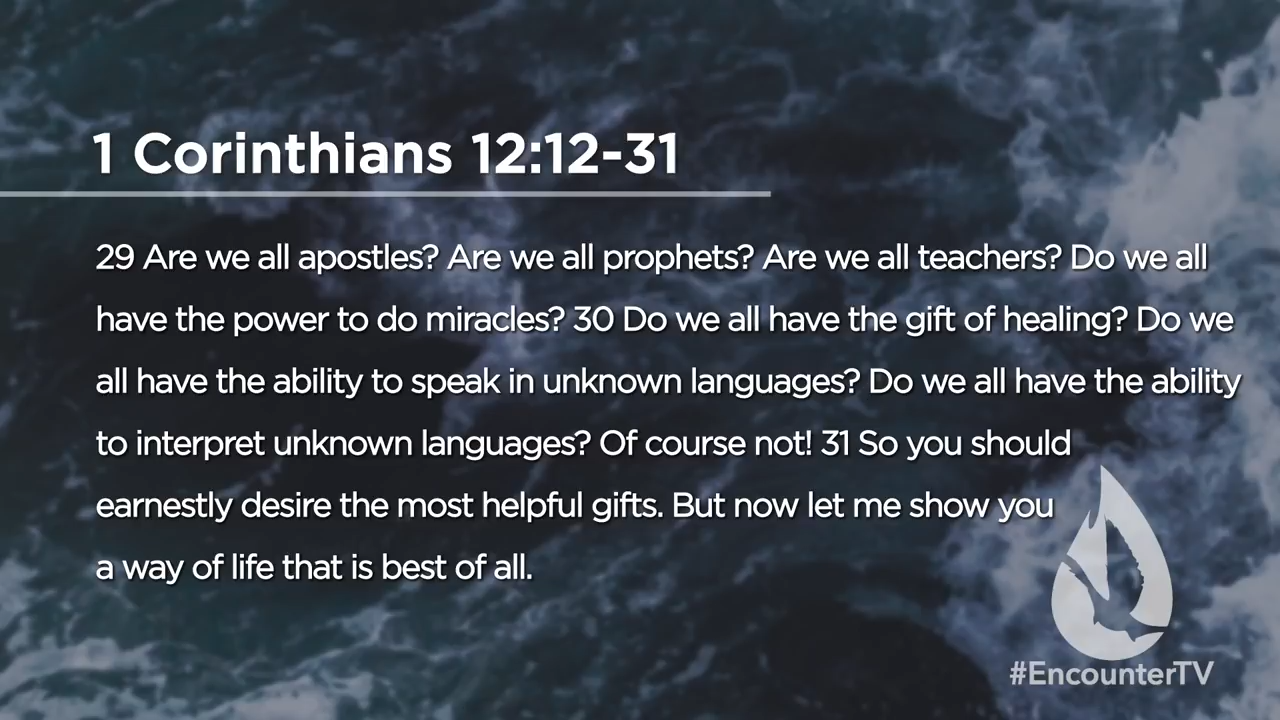 1 Corinthians 12:12-31
29 Are we all apostles? Are we all prophets? Are we all teachers? Do we all
have the power to do miracles? 30 Do we all have the gift of healing? Do we
all have the ability to speak in unknown languages? Do we all have the ability
to interpret unknown languages? Of course not! 31 So you should
earnestly desire the most helpful gifts. But now let me show you
a way of life that is best of all.
#EncounterTV